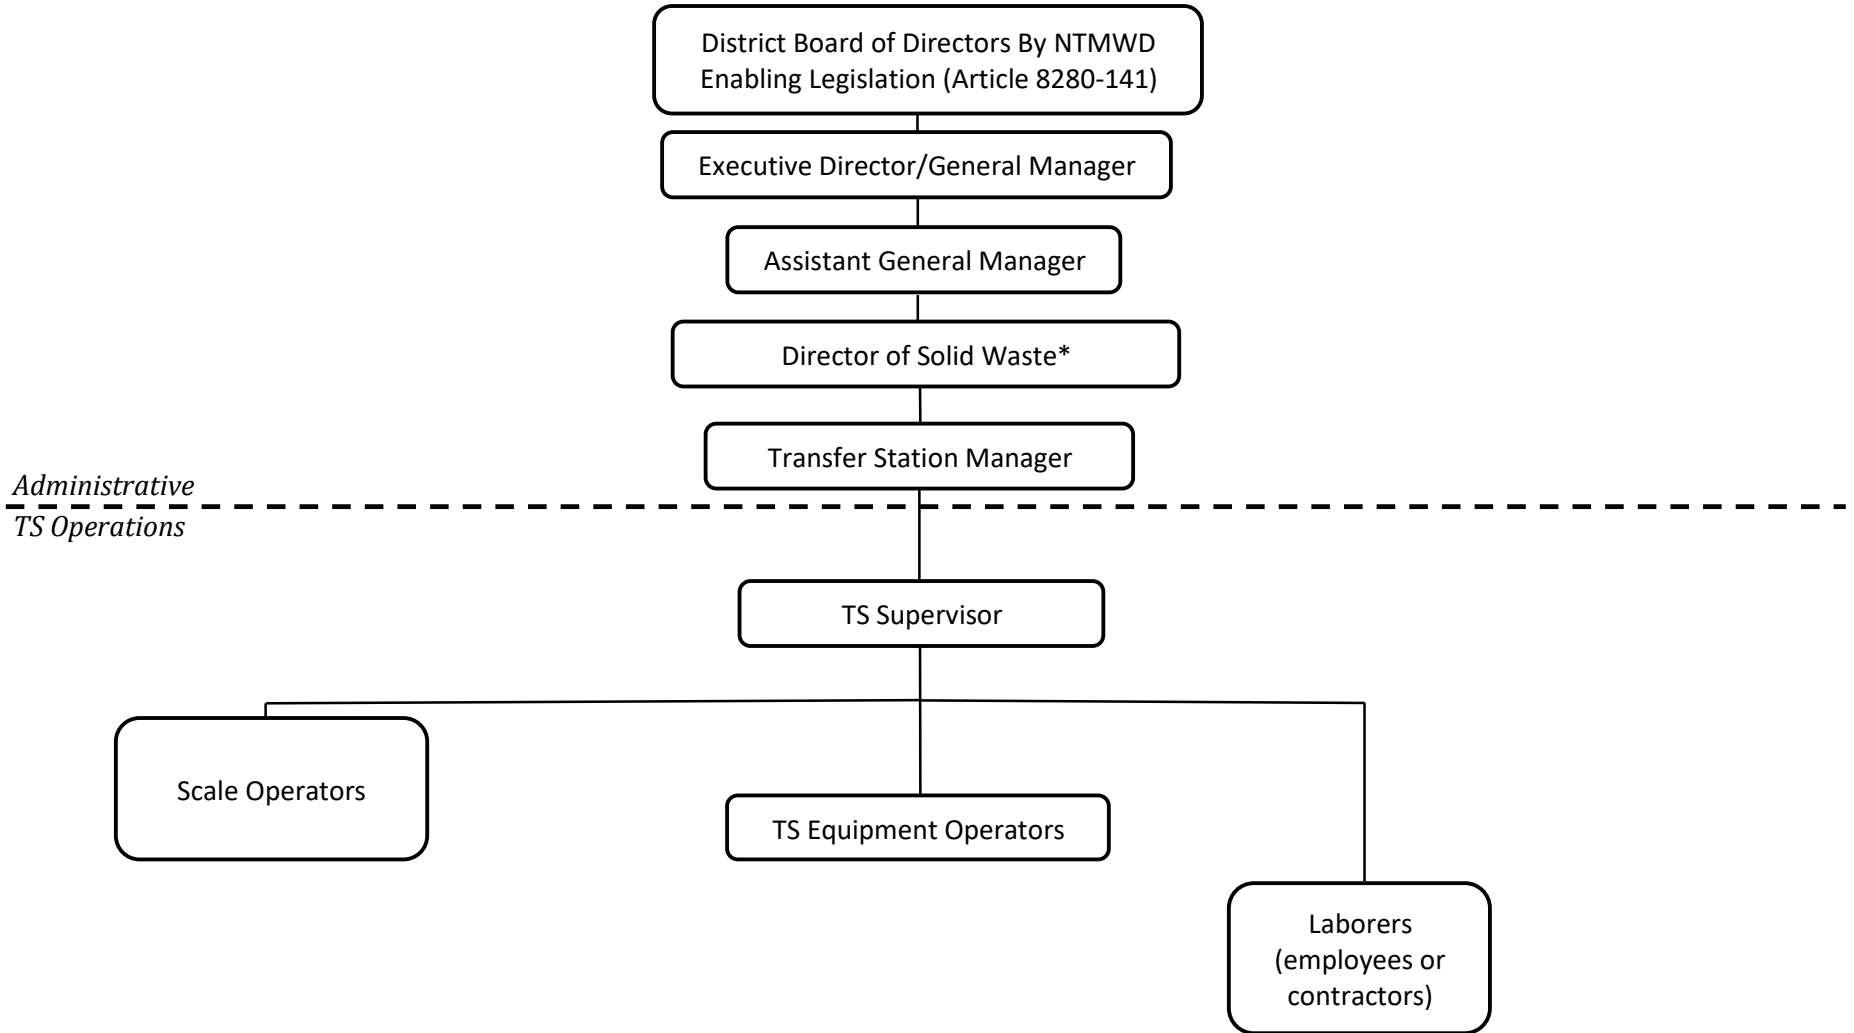 District Board of Directors By NTMWD
Enabling Legislation (Article 8280-141)
Executive Director/General Manager
Assistant General Manager
Director of Solid Waste*
Transfer Station Manager
Administrative
TS Operations
TS Supervisor
Scale Operators
TS Equipment Operators
Laborers
(employees or
contractors)